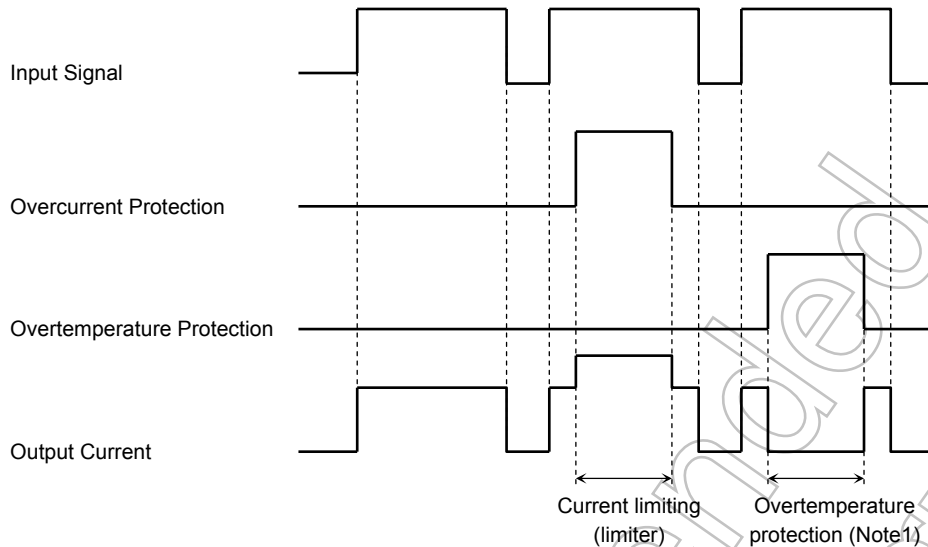 Input Signal
Overcurrent Protection
Overtemperature Protection
Output Current
Current limiting
(limiter)
Overtemperature
protection (Note1)